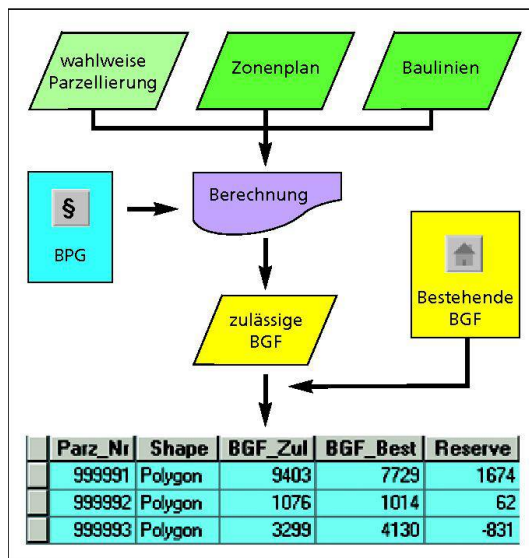 wahlweise
Parzellierung
Zonenplan
Baulinien
§
BPG
Berechnung
Bestehende
BGF
zulässige
BGF
Parz_Nr Shape BGF_Zul BGF_Best Reserve
999991 Polygon 9403 7729 1674
999992 Polygon 1076 1014 62
999993 Polygon 3299 4130 -831